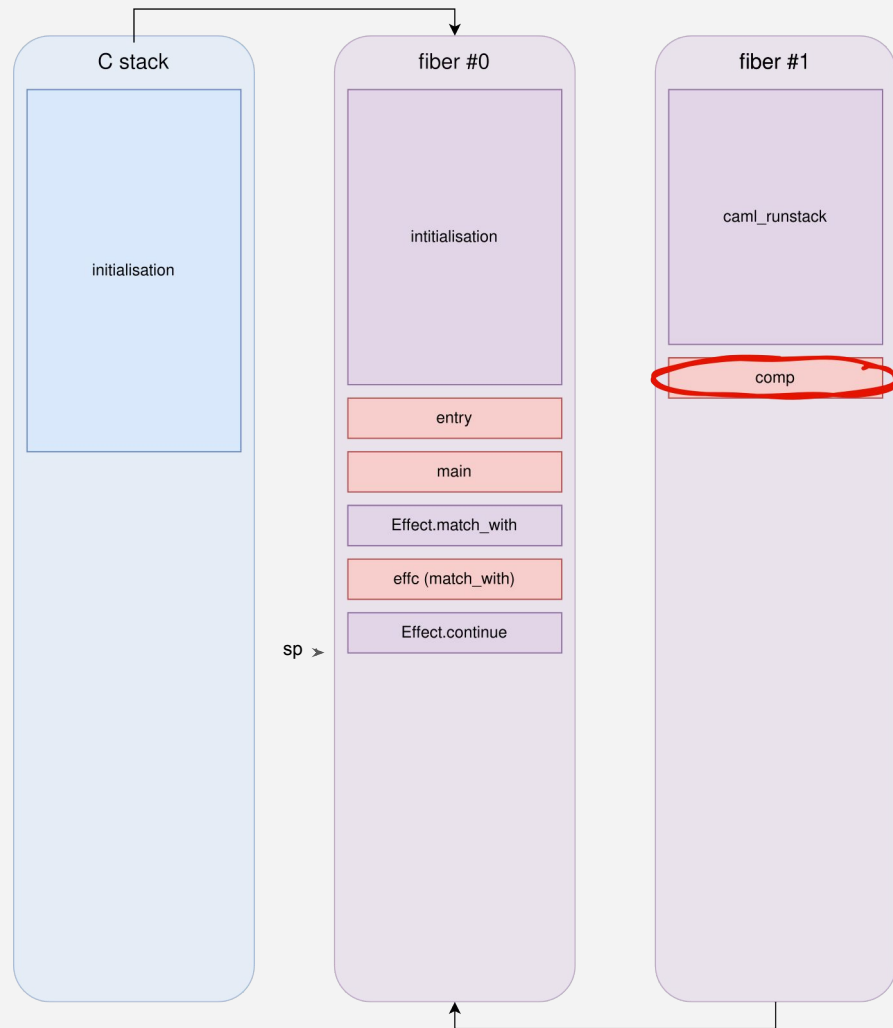 C stack
initialisation
fiber #0
intitialisation
entry
main
Effect.match_with
effc (match_with)
Effect.continue
sp
fiber #1
caml_runstack
comp